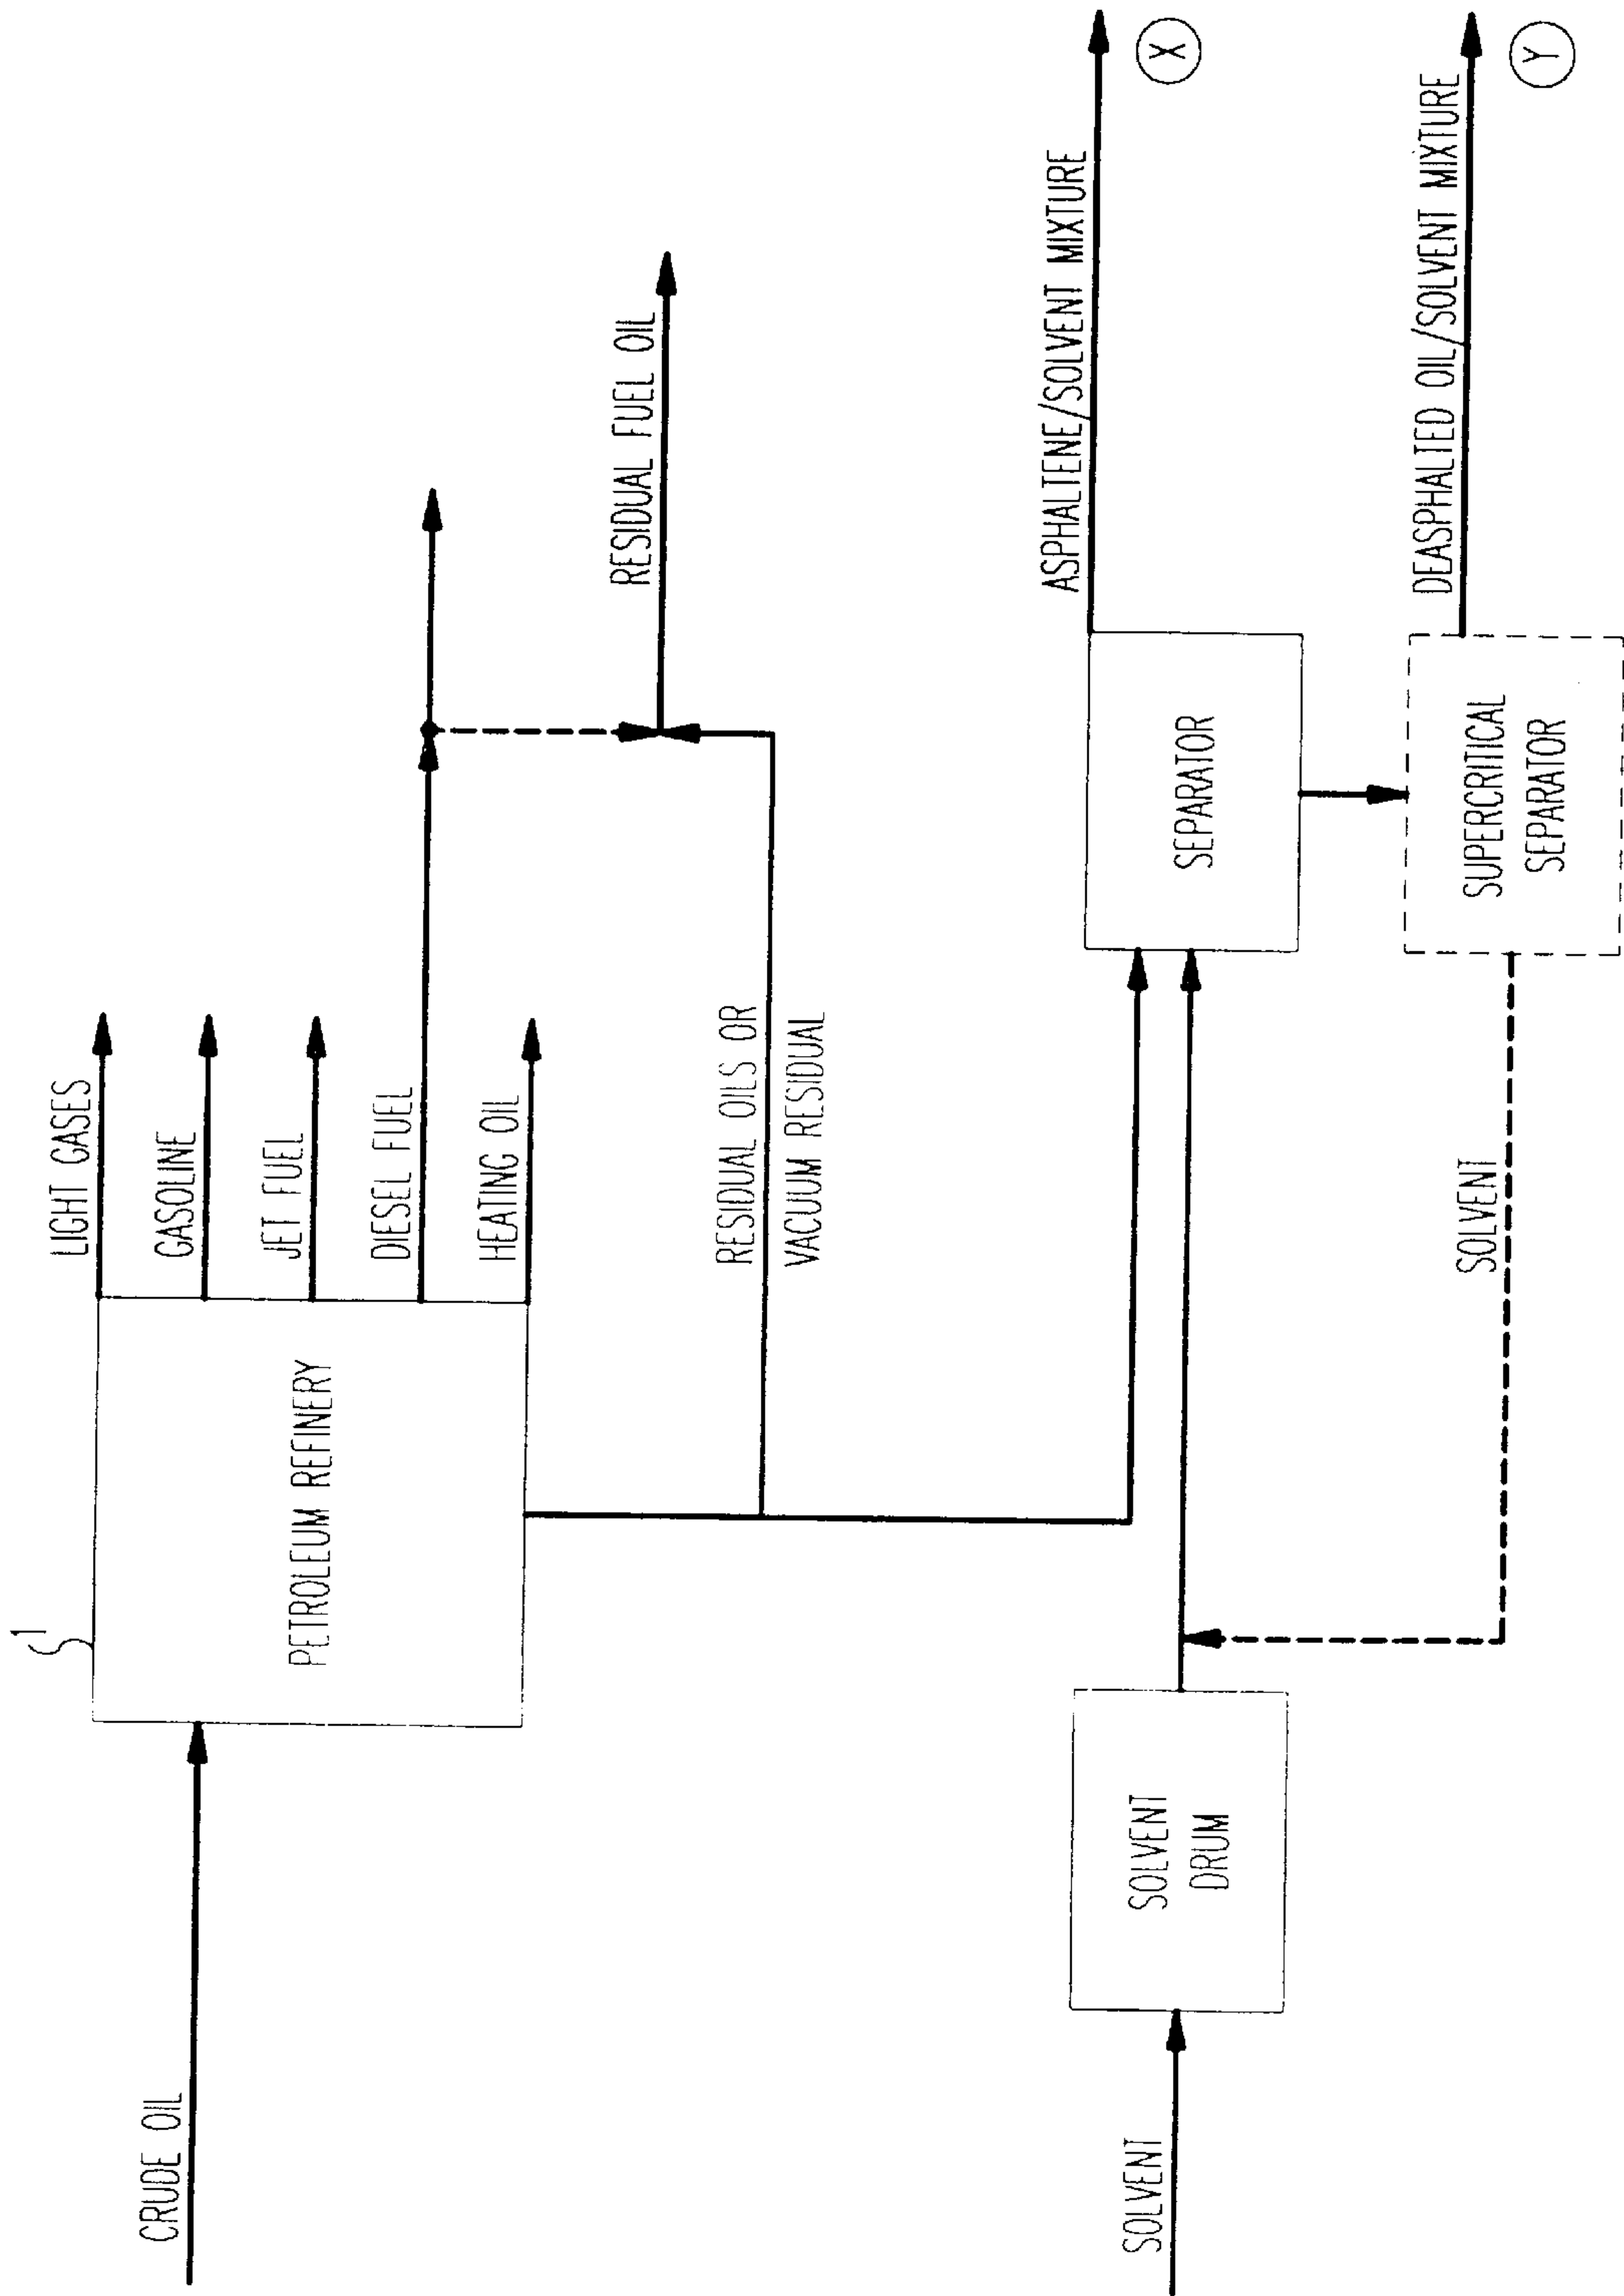 1
CRUDE OIL
PETROLEUM REFINERY
LIGHT GASES
GASOLINE
JET FUEL
DIESEL FUEL
HEATING OIL
RESIDUAL FUEL OIL
RESIDUAL OILS OR
VACUUM RESIDUAL
SOLVENT
SOLVENT
DRUM
SEPARATOR
ASPHALTENE/SOLVENT MIXTURE
X
SUPERCRITICAL
SEPARATOR
DEASPHALTED OIL/SOLVENT MIXTURE
Y
SOLVENT